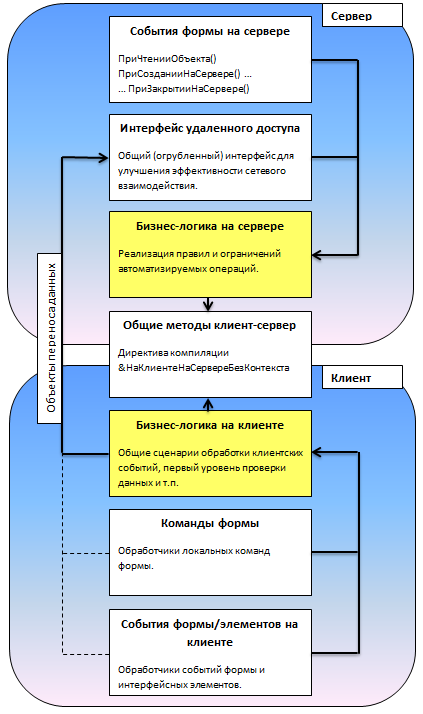 Сервер
События формы на сервере
ПриЧтенииОбъекта()
ПриСозданииНаСервере() ...
... ПриЗакрытииНаСервере()
Интерфейс удаленного доступа
Общий (огрубленный) интерфейс для
улучшения эффективности сетевого
взаимодействия.
Бизнес-логика на сервере
Реализация правил и ограничений
автоматизируемых операций.
Объекты переноса данных
Общие методы клиент-сервер
Директива компиляции
&НаКлиентеНаСервереБезКонтекста
Клиент
Бизнес-логика на клиенте
Общие сценарии обработки клиентских
событий, первый уровень проверки
данных и т.п.
Команды формы
Обработчики локальных команд
формы.
События формы/элементов на
клиенте
Обработчики событий формы и
интерфейсных элементов.